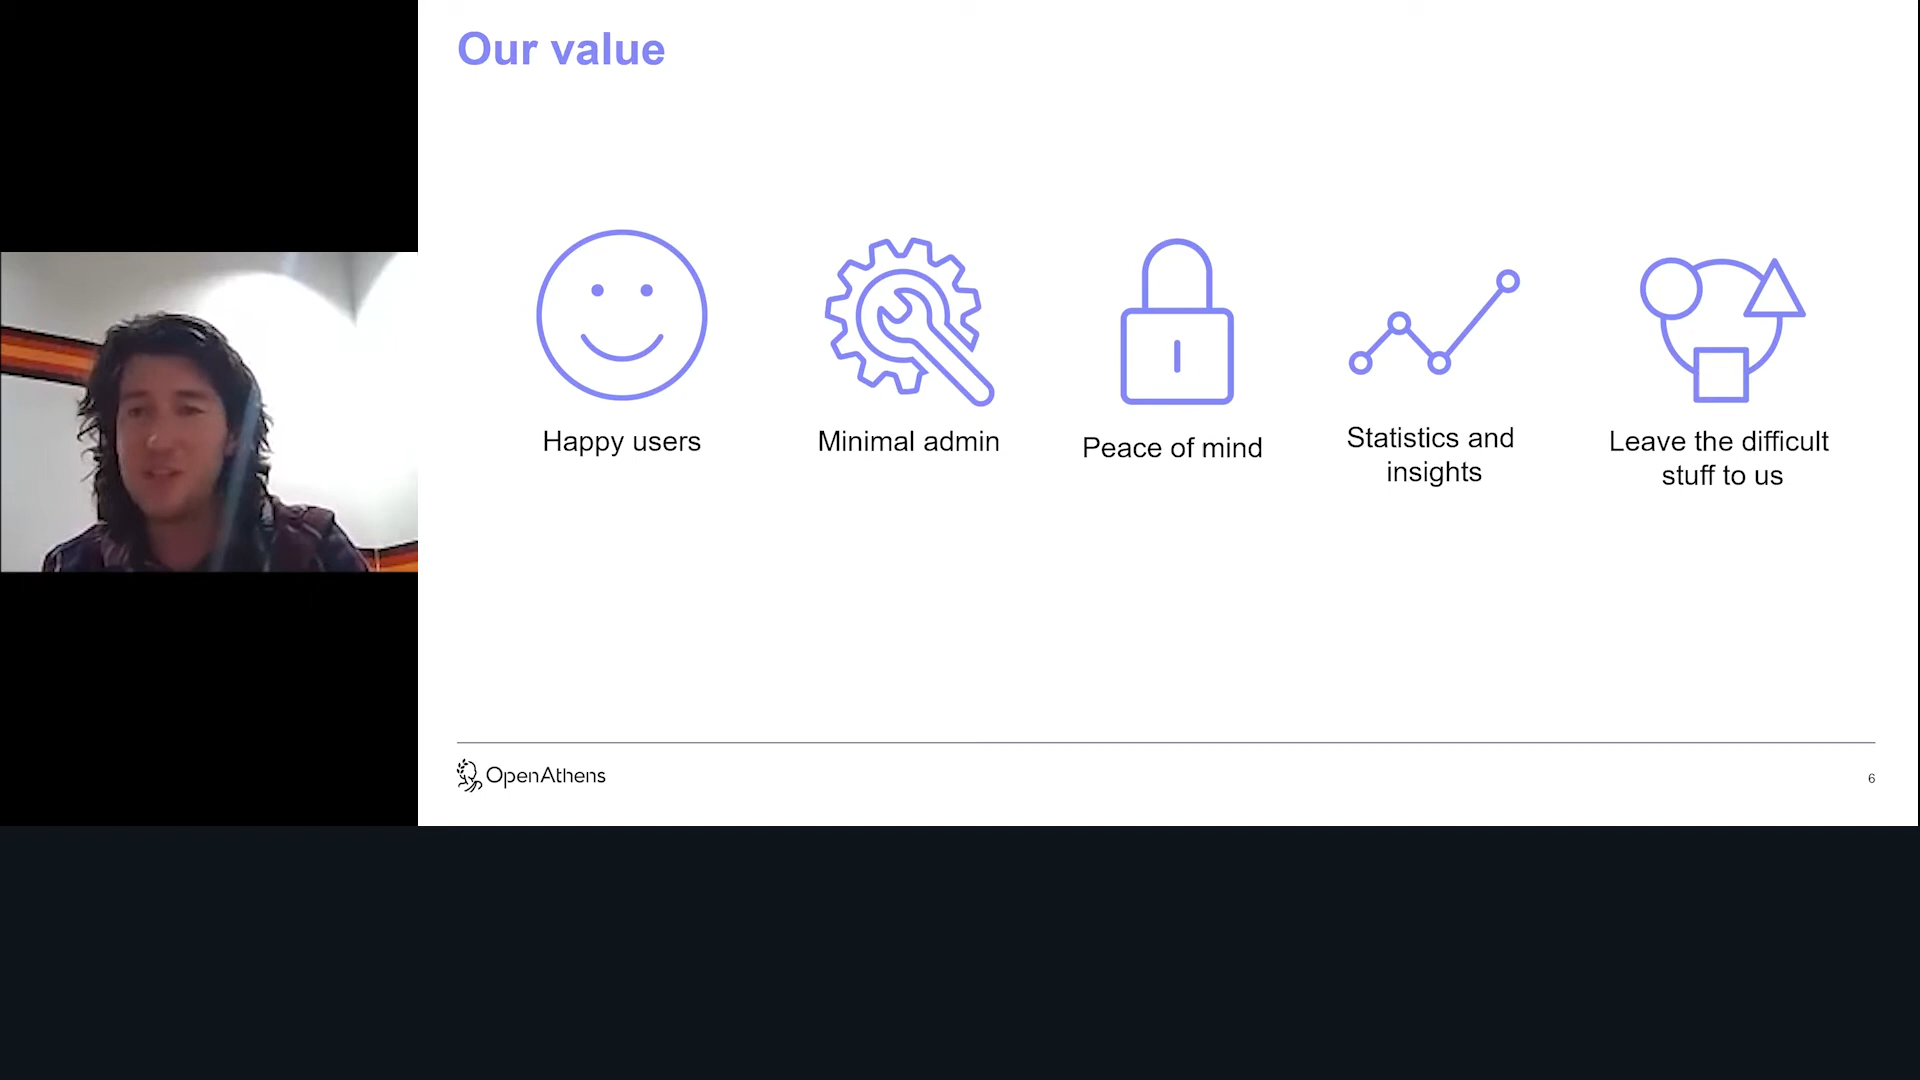 Our value
Happy users
Minimal admin
Peace of mind
Statistics and
insights
Leave the difficult
stuff to us
OpenAthens
6